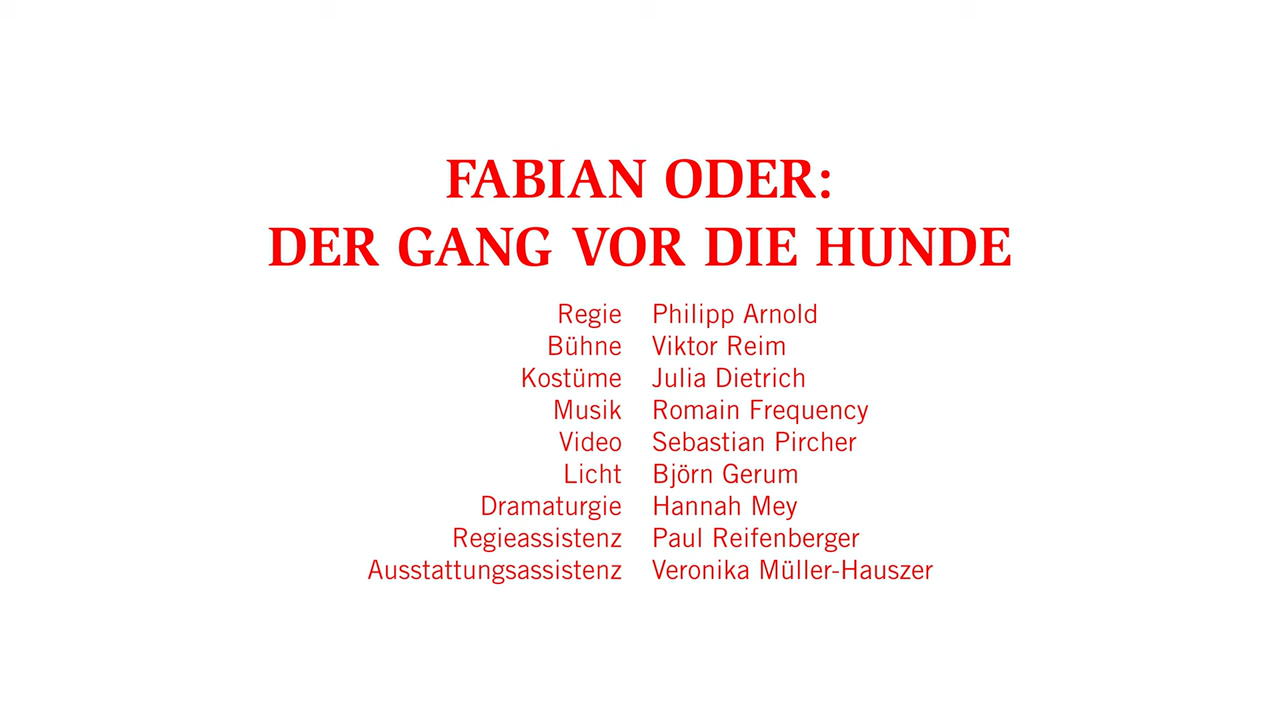 FABIAN ODER:
DER GANG VOR DIE HUNDE
Regie Philipp Arnold
Bühne Viktor Reim
Kostüme Julia Dietrich
Musik Romain Frequency
Video Sebastian Pircher
Licht Björn Gerum
Dramaturgie Hannah Mey
Regieassistenz Paul Reifenberger
Ausstattungsassistenz Veronika Müller-Hauszer